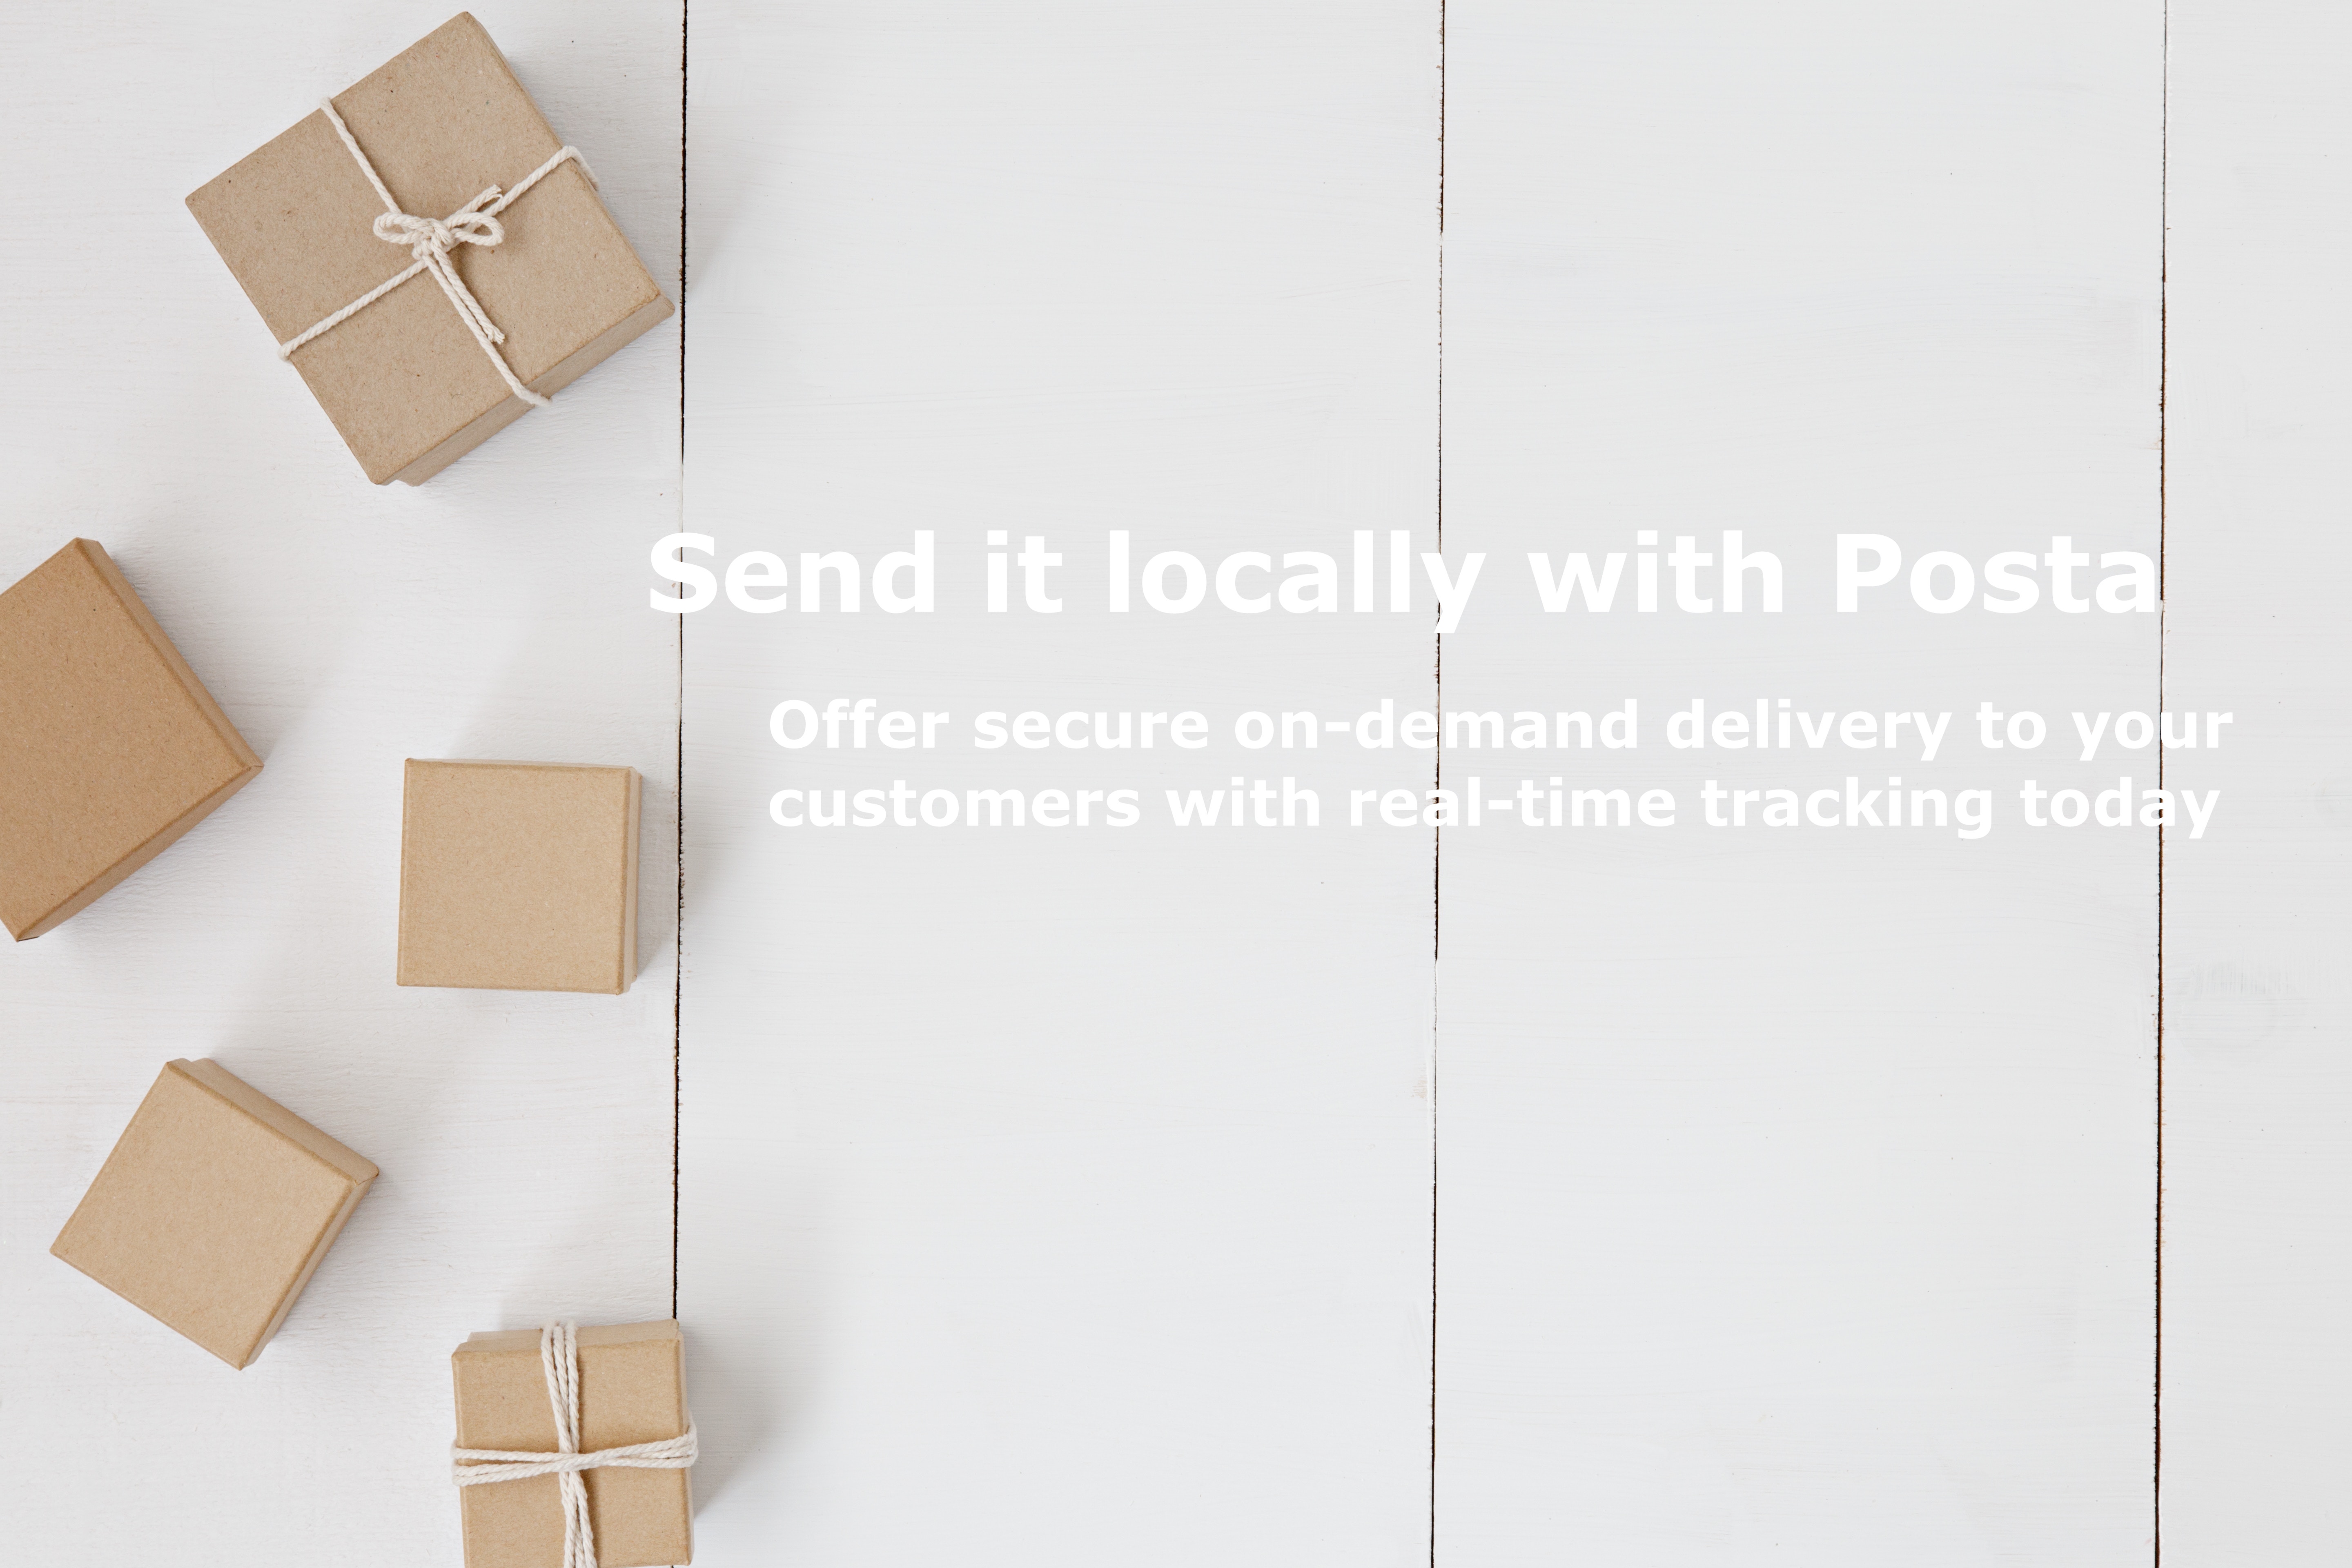 Send it locally with Posta
Offer secure on-demand delivery to your
customers with real-time tracking today